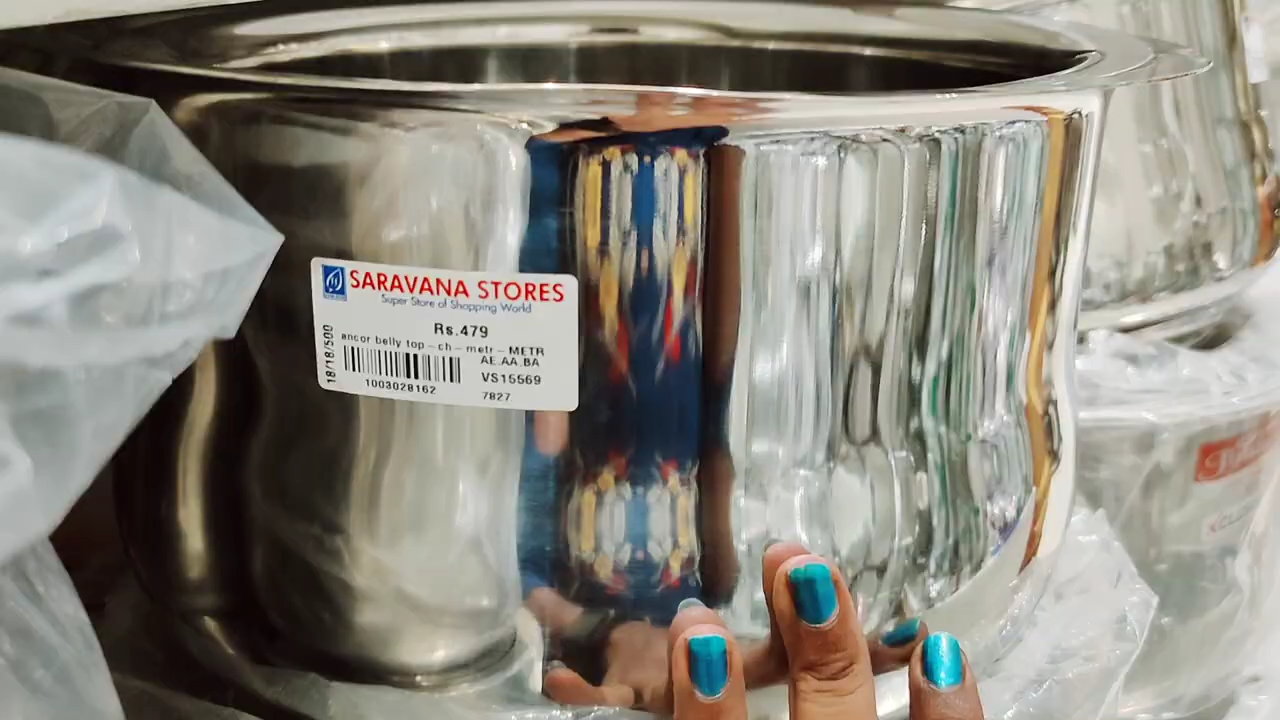 SARAVANA STORES
Super Store of Shopping World
Rs.479
ancor belly top - ch - metr - METR
AE.AA.BA
18/18/500
VS15569
1003028162
7827